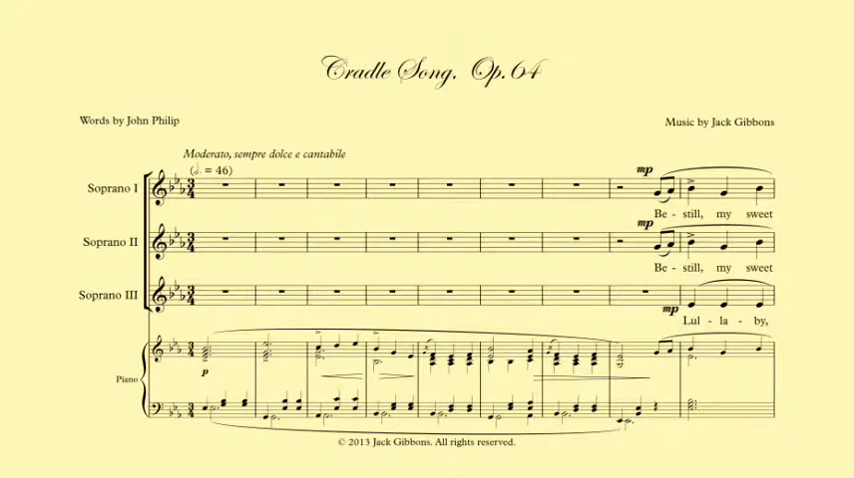 Cradle Song. Op. 64
Words by John Philip
Music by Jack Gibbons
Moderato, sempre dolce e cantabile
(𝅗𝅥. = 46)
Soprano I
mp
Be - still, my sweet
Soprano II
mp
Be - still, my sweet
Soprano III
mp
Lul - la - by,
Piano
p
© 2013 Jack Gibbons. All rights reserved.